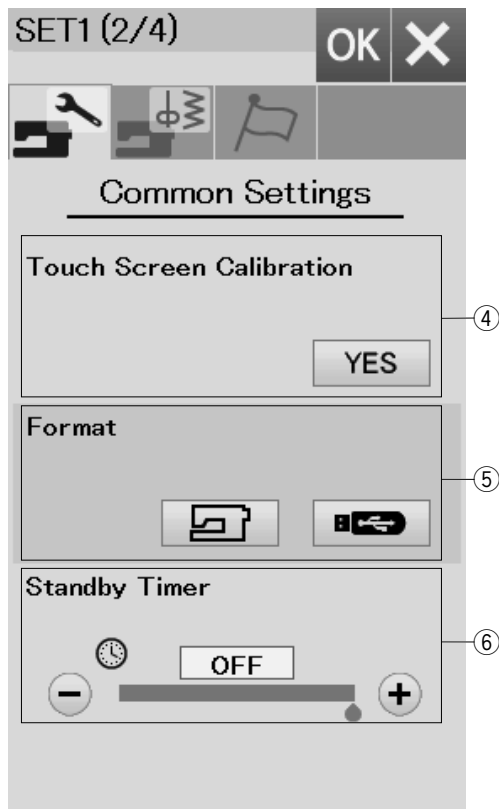 SET1 (2/4)
OK
Common Settings
Touch Screen Calibration
④
YES
Format
⑤
Standby Timer
⑥
OFF